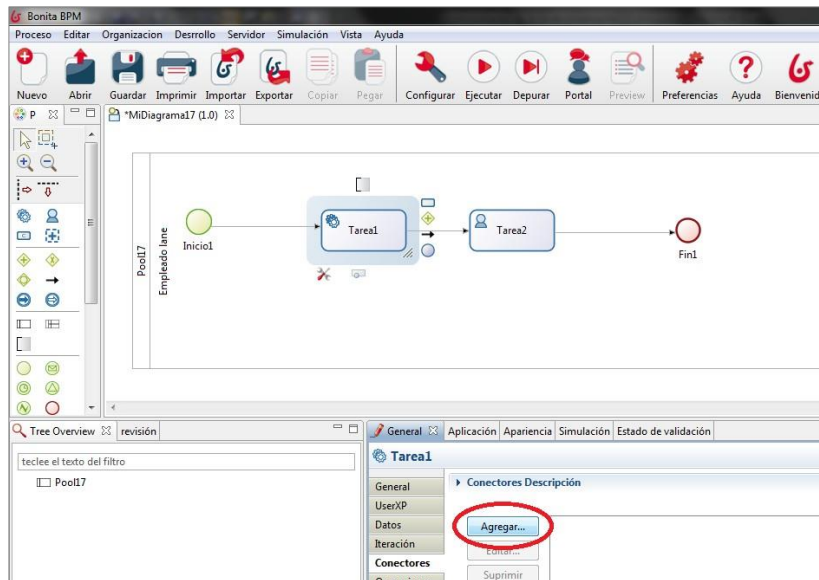 Bonita BPM
Proceso Editar Organizacion Desrrollo Servidor Simulación Vista Ayuda
Nuevo Abrir Guardar Imprimir Importar Exportar Copiar Pegar Configurar Ejecutar Depurar Portal Preview Preferencias Ayuda Bienvenid
P *MiDiagrama17 (1.0)
Pool17
Empleado lane
Inicio1
Tarea1
Tarea2
Fin1
Tree Overview revisión
teclee el texto del filtro
Pool17
General Aplicación Apariencia Simulación Estado de validación
Tarea1
General
UserXP
Datos
Iteración
Conectores
Conectores Descripción
Agregar...
Editar...
Suprimir